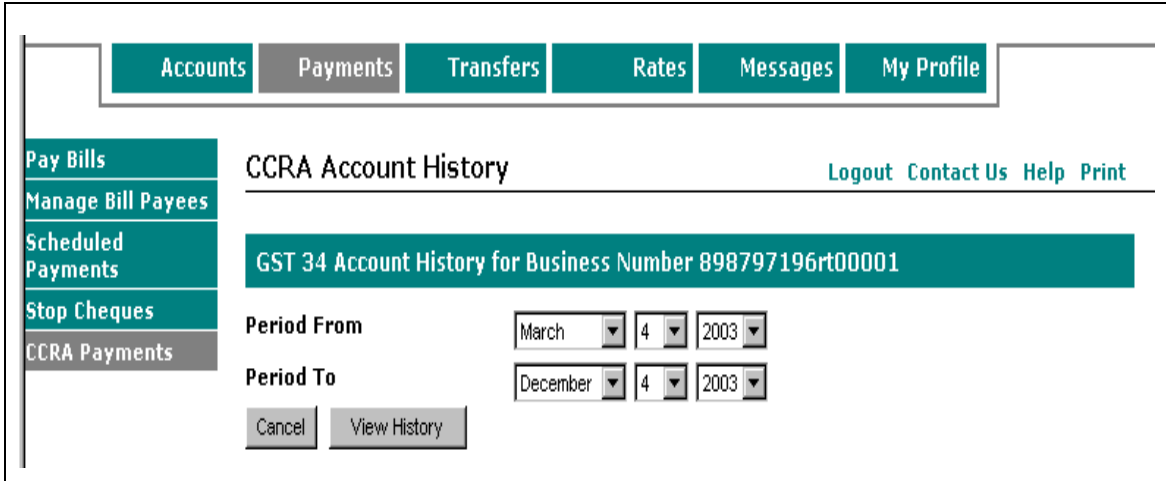 Accounts Payments Transfers Rates Messages My Profile
Pay Bills
Manage Bill Payees
Scheduled
Payments
Stop Cheques
CCRA Payments
CCRA Account History
Logout Contact Us Help Print
GST 34 Account History for Business Number 898797196rt00001
Period From March 4 2003
Period To December 4 2003
Cancel View History